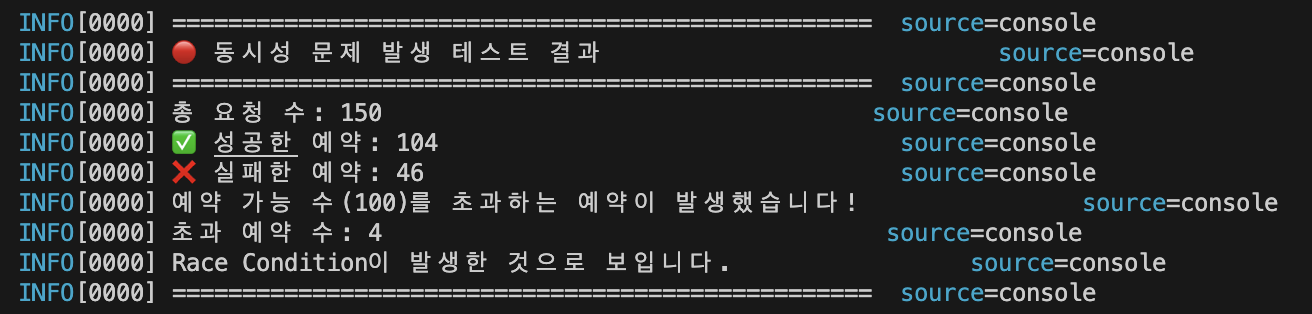 INFO[0000] ================================================== source=console
INFO[0000] 🔴 동시성 문제 발생 테스트 결과 source=console
INFO[0000] ================================================== source=console
INFO[0000] 총 요청 수: 150 source=console
INFO[0000] ✅ 성공한 예약: 104 source=console
INFO[0000] ❌ 실패한 예약: 46 source=console
INFO[0000] 예약 가능 수(100)를 초과하는 예약이 발생했습니다! source=console
INFO[0000] 초과 예약 수: 4 source=console
INFO[0000] Race Condition이 발생한 것으로 보입니다. source=console
INFO[0000] ================================================== source=console